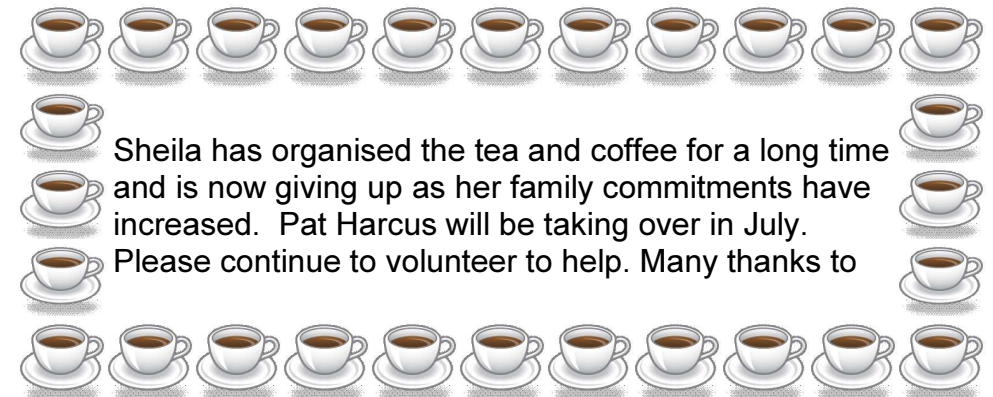 Sheila has organised the tea and coffee for a long time
and is now giving up as her family commitments have
increased.  Pat Harcus will be taking over in July.
Please continue to volunteer to help. Many thanks to